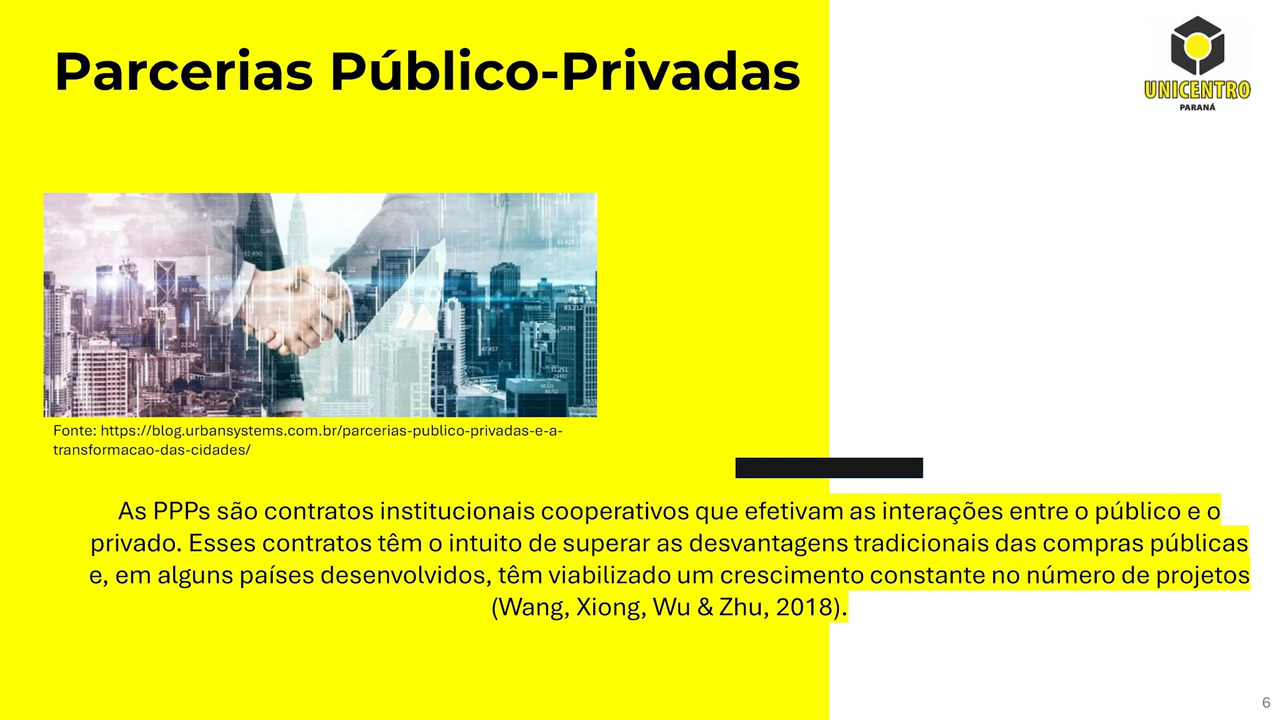 Parcerias Público-Privadas
UNICENTRO
PARANÁ
Fonte: https://blog.urbansystems.com.br/parcerias-publico-privadas-e-a-
transformacao-das-cidades/
As PPPs são contratos institucionais cooperativos que efetivam as interações entre o público e o
privado. Esses contratos têm o intuito de superar as desvantagens tradicionais das compras públicas
e, em alguns países desenvolvidos, têm viabilizado um crescimento constante no número de projetos
(Wang, Xiong, Wu & Zhu, 2018).
6